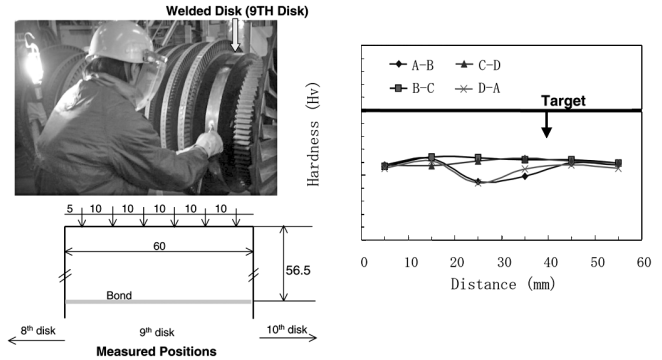 Welded Disk (9TH Disk)
Hardness (Hv)
A-B
C-D
B-C
D-A
Target
0 10 20 30 40 50 60
Distance (mm)
5 10 10 10 10 10
60
56.5
Bond
8th disk
9th disk
10th disk
Measured Positions